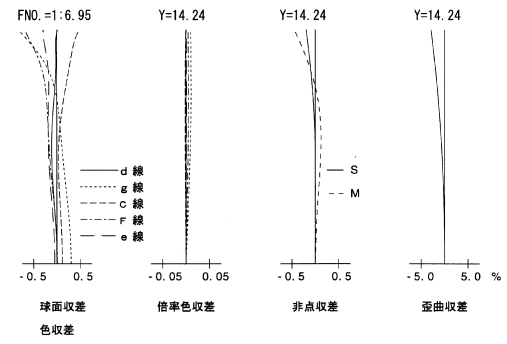 FNO.=1:6.95
Y=14.24
Y=14.24
Y=14.24
d 線
g 線
C 線
F 線
e 線
S
M
-0.5 0.5
-0.05 0.05
-0.5 0.5
-5.0 5.0 %
球面収差
色収差
倍率色収差
非点収差
歪曲収差